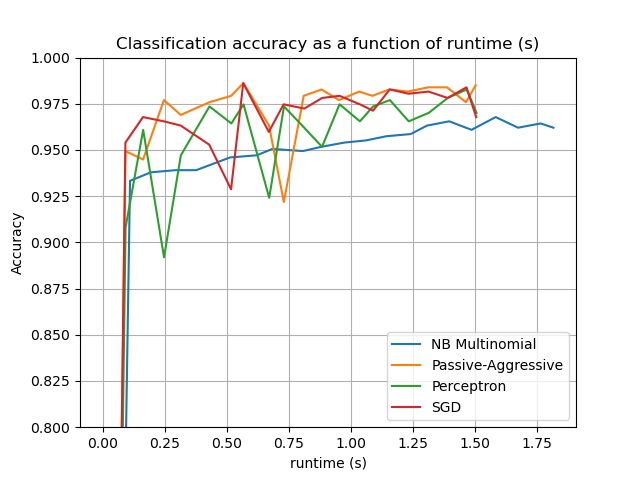 Classification accuracy as a function of runtime (s)
1.000
0.975
0.950
0.925
0.900
0.875
0.850
0.825
0.800
Accuracy
NB Multinomial
Passive-Aggressive
Perceptron
SGD
0.00 0.25 0.50 0.75 1.00 1.25 1.50 1.75
runtime (s)